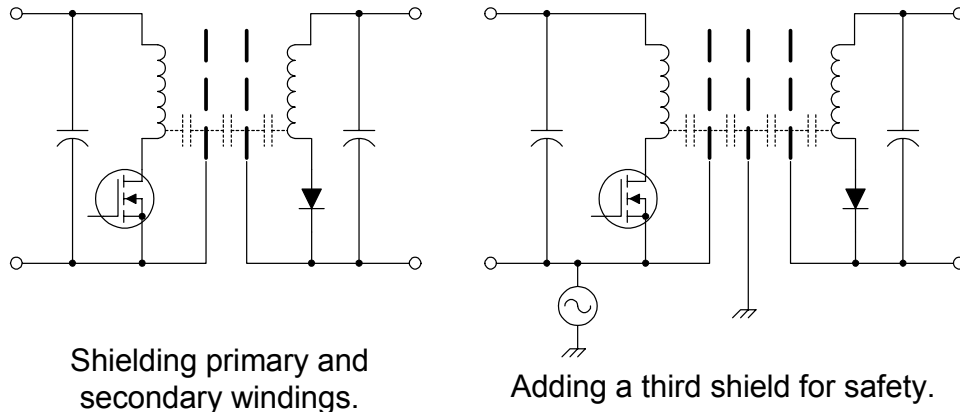 Shielding primary and
secondary windings.
Adding a third shield for safety.